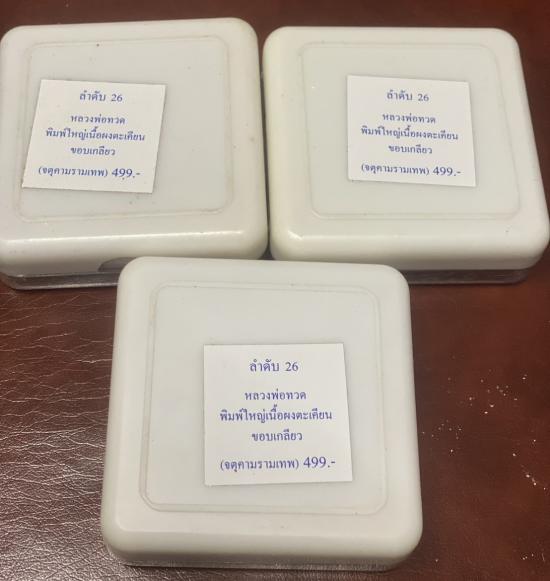 ลำดับ 26
หลวงพ่อทวด
พิมพ์ใหญ่เนื้อผงตะเคียน
ขอบเกลียว
(จตุคามรามเทพ) 499.-
ลำดับ 26
หลวงพ่อทวด
พิมพ์ใหญ่เนื้อผงตะเคียน
ขอบเกลียว
(จตุคามรามเทพ) 499.-
ลำดับ 26
หลวงพ่อทวด
พิมพ์ใหญ่เนื้อผงตะเคียน
ขอบเกลียว
(จตุคามรามเทพ) 499.-